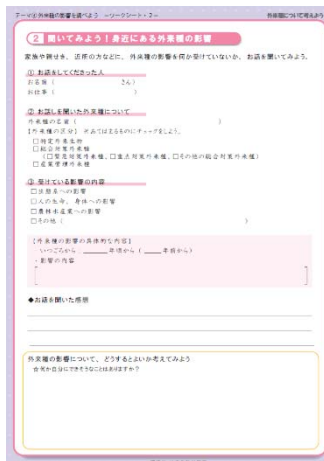 テーマ④ 外来種の影響を調べよう ーワークシート・2ー
外来種について考えよう
2 聞いてみよう！身近にある外来種の影響
家族や親せき、近所の方などに、外来種の影響を何か受けていないか、お話を聞いてみよう。
① お話をしてくださった人
お名前（ さん）
お仕事（ ）
② お話しを聞いた外来種について
外来種の名前（ ）
【外来種の区分】 ※あてはまるものにチェックをしよう。
□特定外来生物
□総合対策外来種
（□緊急対策外来種、□重点対策外来種、□その他の総合対策外来種）
□産業管理外来種
③ 受けている影響の内容
□生態系への影響
□人の生命、身体への影響
□農林水産業への影響
□その他（ ）
【外来種の影響の具体的な内容】
・いつごろから ＿＿＿年頃から（ ＿＿＿年前から）
・影響の内容
◆お話を聞いた感想
外来種の影響について、どうするとよいか考えてみよう
☆何か自分にできそうなことはありますか？